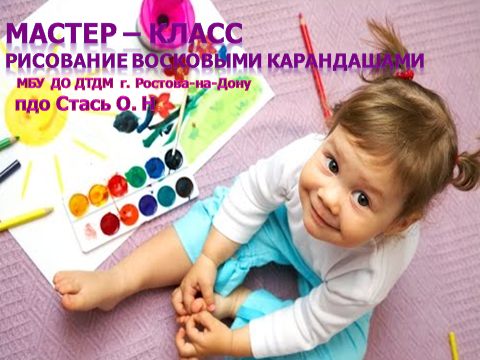 МАСТЕР – КЛАСС
РИСОВАНИЕ ВОСКОВЫМИ КАРАНДАШАМИ
МБУ ДО ДТДМ г. Ростова-на-Дону
пдо Стась О. Н.